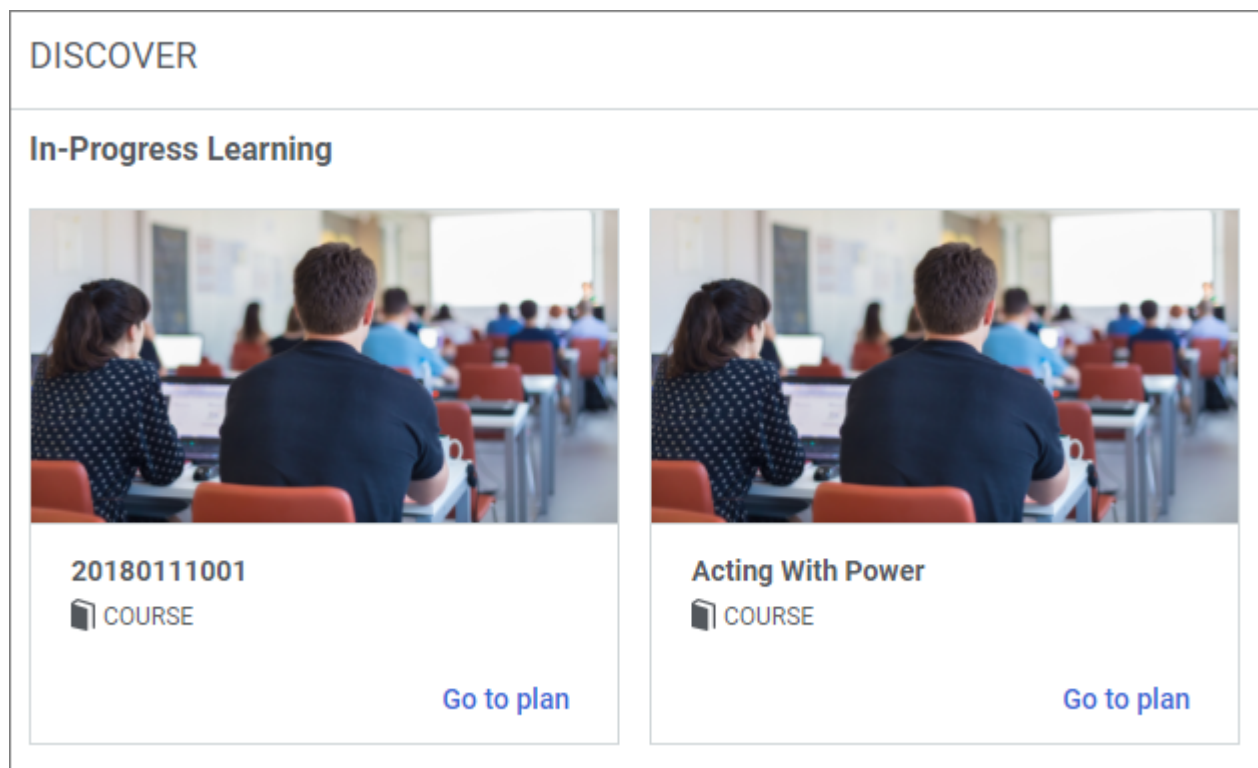 DISCOVER
In-Progress Learning
20180111001
COURSE
Go to plan
Acting With Power
COURSE
Go to plan